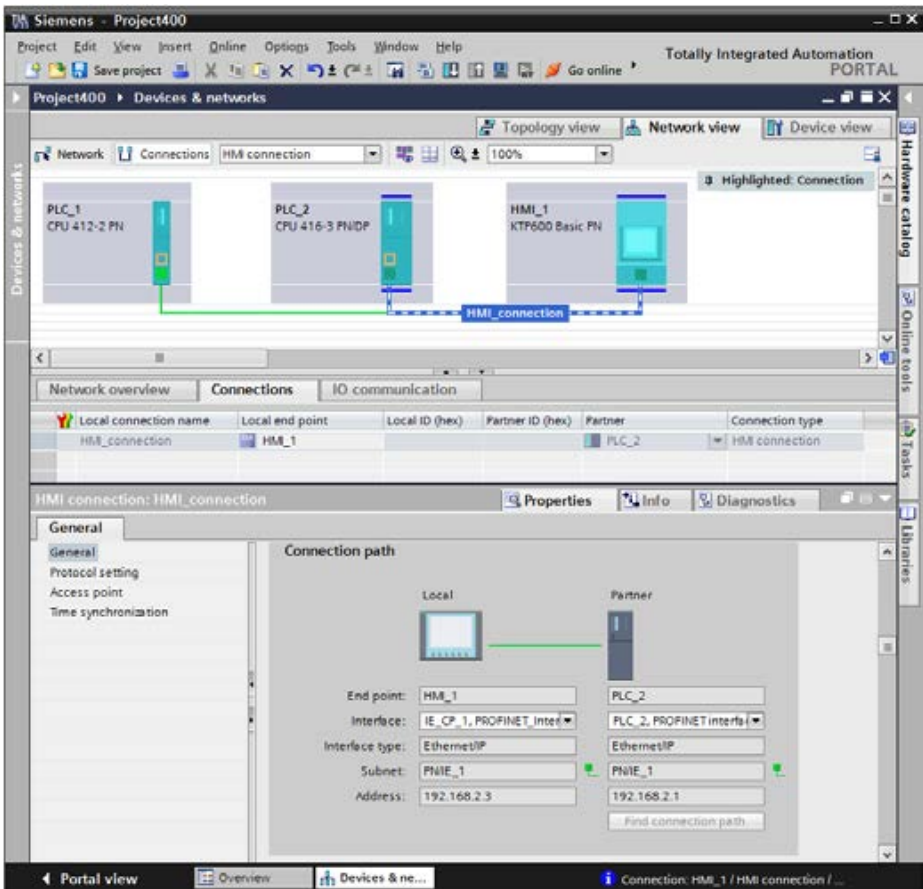 Siemens - Project400
Project Edit View Insert Online Options Tools Window Help
Totally Integrated Automation
PORTAL
Save project Go online
Project400 Devices & networks
Topology view Network view Device view
Network Connections HMI connection 100%
Highlighted: Connection
PLC_1
CPU 412-2 PN
PLC_2
CPU 416-3 PN/DP
HMI_1
KTP600 Basic PN
HMI_connection
Devices & networks
Hardware catalog
Online tools
Tasks
Libraries
Network overview Connections IO communication
Local connection name Local end point Local ID (hex) Partner ID (hex) Partner Connection type
HMI_connection HMI_1 PLC_2 HMI connection
HMI connection: HMI_connection
Properties Info Diagnostics
General
General
Protocol setting
Access point
Time synchronization
Connection path
Local Partner
End point: HMI_1 PLC_2
Interface: IE_CP_1, PROFINET_Inter PLC_2, PROFINET interfa
Interface type: Ethernet/IP Ethernet/IP
Subnet: PN/IE_1 PN/IE_1
Address: 192.168.2.3 192.168.2.1
Find connection path
Portal view Overview Devices & ne... Connection: HMI_1 / HMI connection / ...